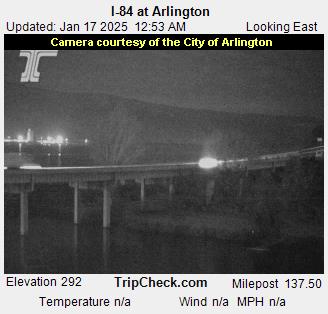 I-84 at Arlington
Updated: Jan 17 2025 12:53 AM Looking East
Camera courtesy of the City of Arlington
Elevation 292 TripCheck.com Milepost 137.50
Temperature n/a Wind n/a MPH n/a